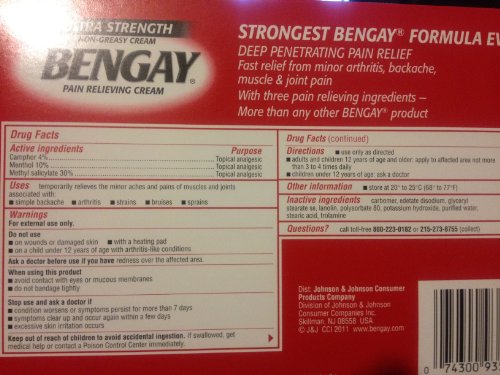 TRA STRENGTH
NON-GREASY CREAM
BENGAY®
PAIN RELIEVING CREAM
STRONGEST BENGAY® FORMULA EV
DEEP PENETRATING PAIN RELIEF
Fast relief from minor arthritis, backache,
muscle & joint pain
With three pain relieving ingredients –
More than any other BENGAY® product
Drug Facts
Active ingredients Purpose
Camphor 4% Topical analgesic
Menthol 10% Topical analgesic
Methyl salicylate 30% Topical analgesic
Uses temporarily relieves the minor aches and pains of muscles and joints
associated with:
■ simple backache ■ arthritis ■ strains ■ bruises ■ sprains
Warnings
For external use only.
Do not use
■ on wounds or damaged skin ■ with a heating pad
■ on a child under 12 years of age with arthritis-like conditions
Ask a doctor before use if you have redness over the affected area.
When using this product
■ avoid contact with eyes or mucous membranes
■ do not bandage tightly
Stop use and ask a doctor if
■ condition worsens or symptoms persist for more than 7 days
■ symptoms clear up and occur again within a few days
■ excessive skin irritation occurs
Keep out of reach of children to avoid accidental ingestion. If swallowed, get
medical help or contact a Poison Control Center immediately.
Drug Facts (continued)
Directions ■ use only as directed
■ adults and children 12 years of age and older: apply to affected area not more
than 3 to 4 times daily
■ children under 12 years of age: ask a doctor
Other information ■ store at 20° to 25°C (68° to 77°F)
Inactive ingredients carbomer, edetate disodium, glyceryl
stearate se, lanolin, polysorbate 80, potassium hydroxide, purified water,
stearic acid, trolamine
Questions? call toll-free 800-223-0182 or 215-273-8755 (collect)
Dist: Johnson & Johnson Consumer
Products Company
Division of Johnson & Johnson
Consumer Companies Inc.
Skillman, NJ 08558 USA
© J&J CCI 2011 www.bengay.com
0 74300 93